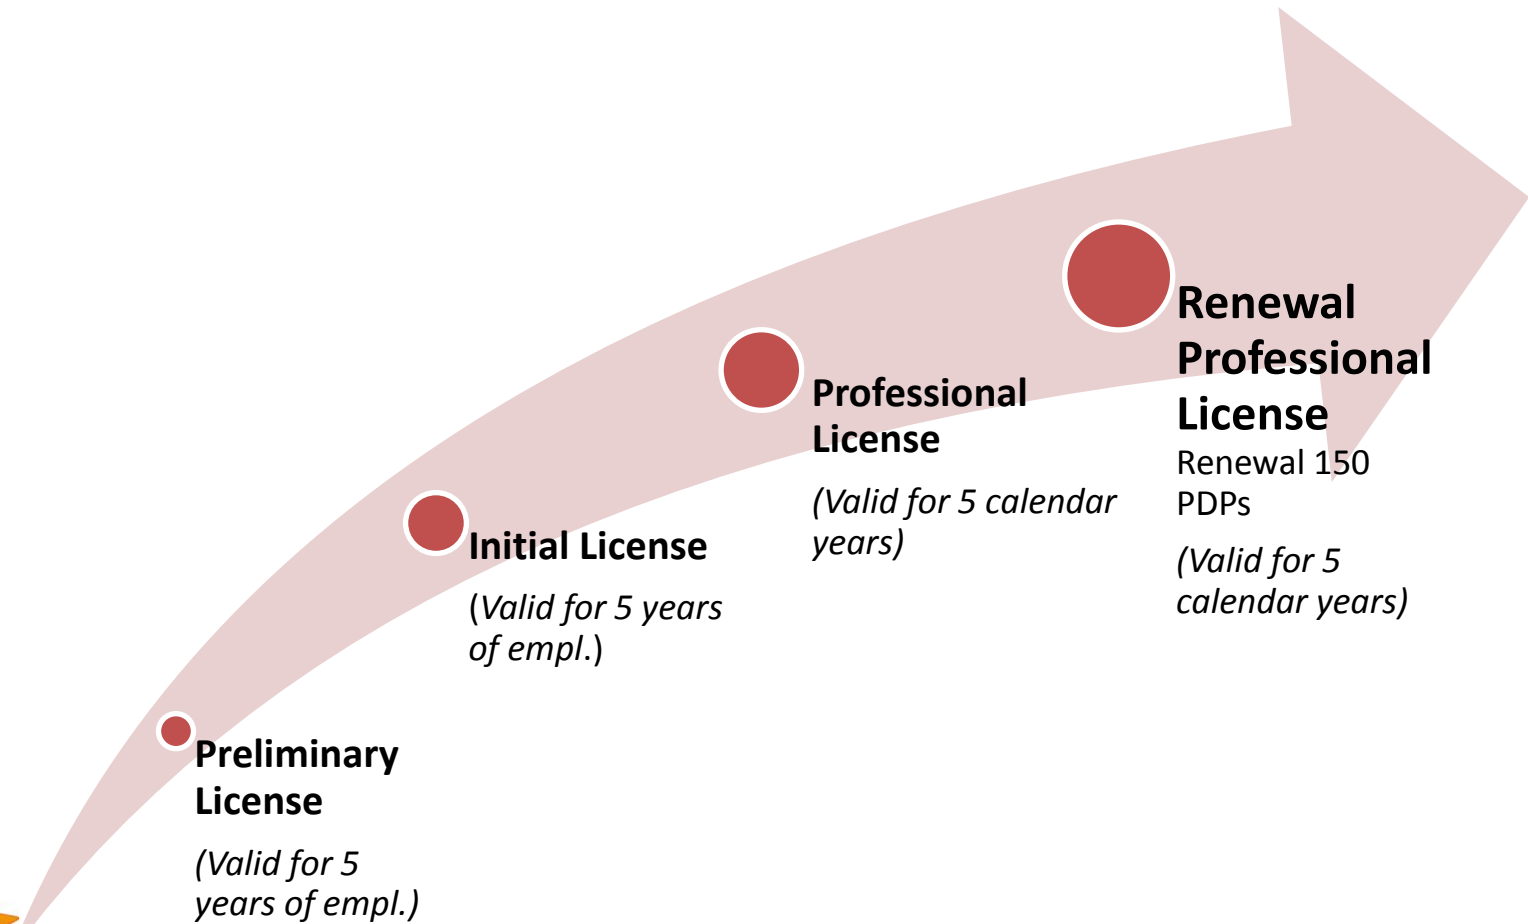 Preliminary
License
(Valid for 5
years of empl.)
Initial License
(Valid for 5 years
of empl.)
Professional
License
(Valid for 5 calendar
years)
Renewal
Professional
License
Renewal 150
PDPs
(Valid for 5
calendar years)